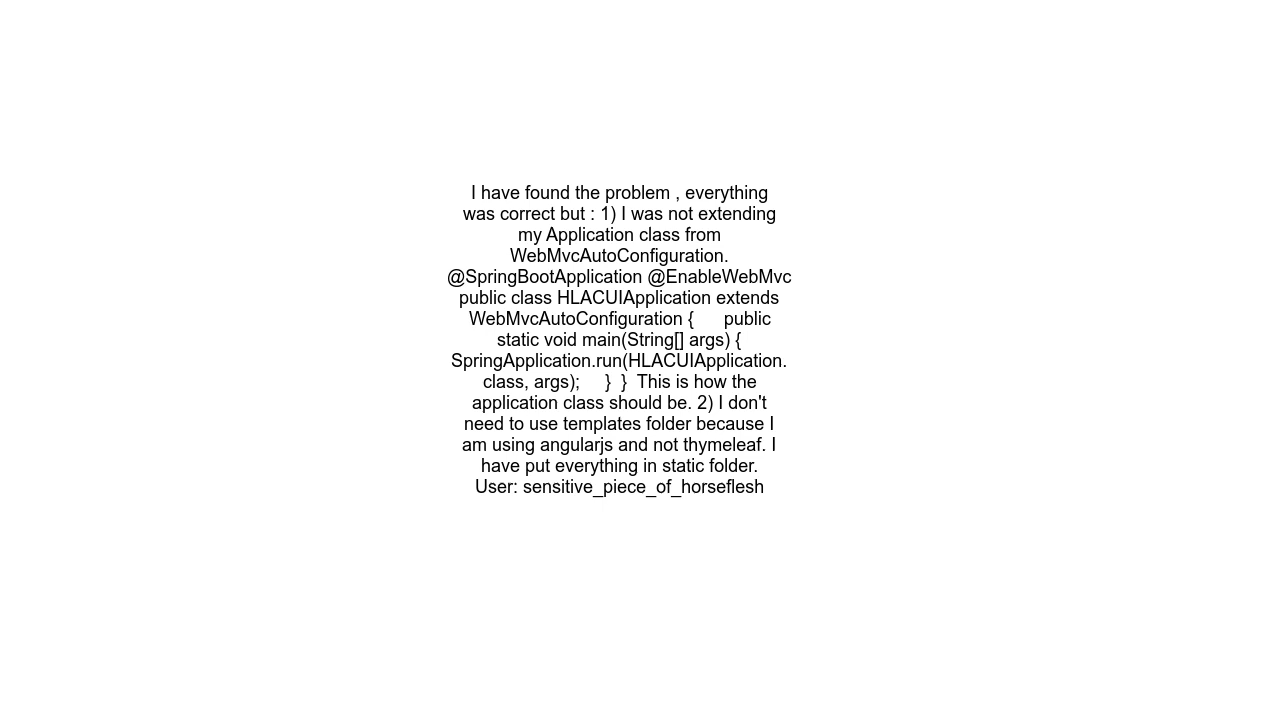 I have found the problem , everything
was correct but : 1) I was not extending
my Application class from
WebMvcAutoConfiguration.
@SpringBootApplication @EnableWebMvc
public class HLACUIApplication extends
WebMvcAutoConfiguration {      public
static void main(String[] args) {
SpringApplication.run(HLACUIApplication.
class, args);     }  }  This is how the
application class should be. 2) I don't
need to use templates folder because I
am using angularjs and not thymeleaf. I
have put everything in static folder.
User: sensitive_piece_of_horseflesh